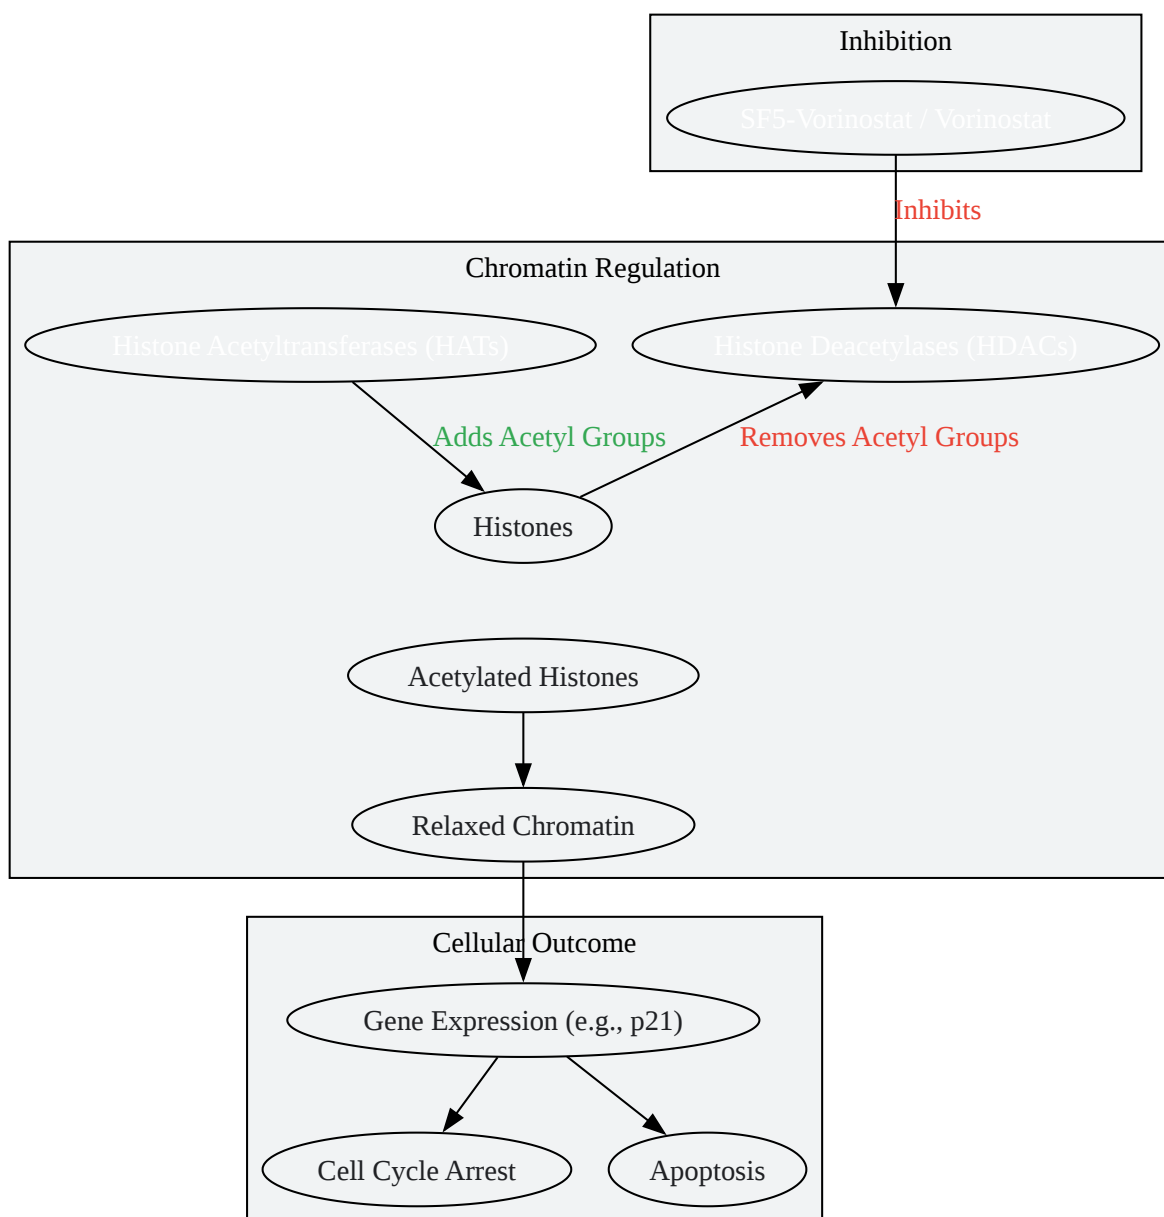 Inhibition
SF5-Vorinostat / Vorinostat
Inhibits
Chromatin Regulation
Histone Acetyltransferases (HATs)
Histone Deacetylases (HDACs)
Adds Acetyl Groups
Removes Acetyl Groups
Histones
Acetylated Histones
Relaxed Chromatin
Cellular Outcome
Gene Expression (e.g., p21)
Cell Cycle Arrest
Apoptosis